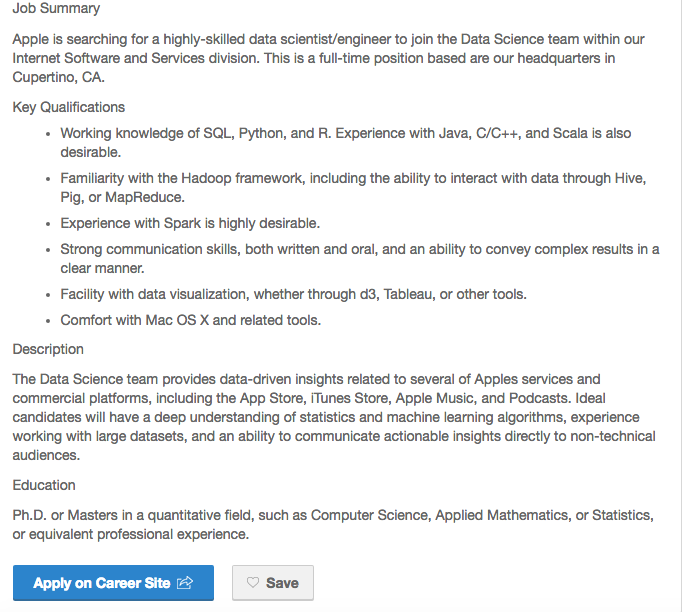 Job Summary
Apple is searching for a highly-skilled data scientist/engineer to join the Data Science team within our
Internet Software and Services division. This is a full-time position based are our headquarters in
Cupertino, CA.
Key Qualifications
• Working knowledge of SQL, Python, and R. Experience with Java, C/C++, and Scala is also
desirable.
• Familiarity with the Hadoop framework, including the ability to interact with data through Hive,
Pig, or MapReduce.
• Experience with Spark is highly desirable.
• Strong communication skills, both written and oral, and an ability to convey complex results in a
clear manner.
• Facility with data visualization, whether through d3, Tableau, or other tools.
• Comfort with Mac OS X and related tools.
Description
The Data Science team provides data-driven insights related to several of Apples services and
commercial platforms, including the App Store, iTunes Store, Apple Music, and Podcasts. Ideal
candidates will have a deep understanding of statistics and machine learning algorithms, experience
working with large datasets, and an ability to communicate actionable insights directly to non-technical
audiences.
Education
Ph.D. or Masters in a quantitative field, such as Computer Science, Applied Mathematics, or Statistics,
or equivalent professional experience.
Apply on Career Site
Save